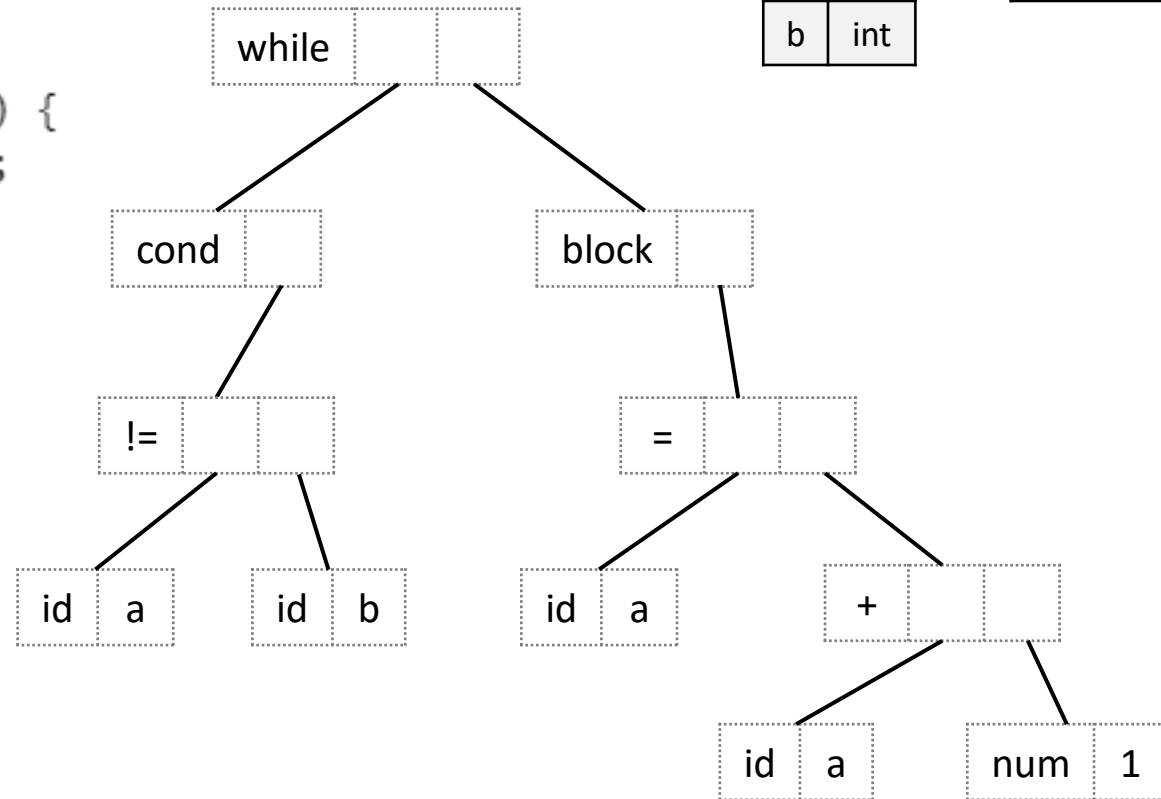 b int
while
) {
;
cond
block
!=
=
id a
id b
id a
+
id a
num 1